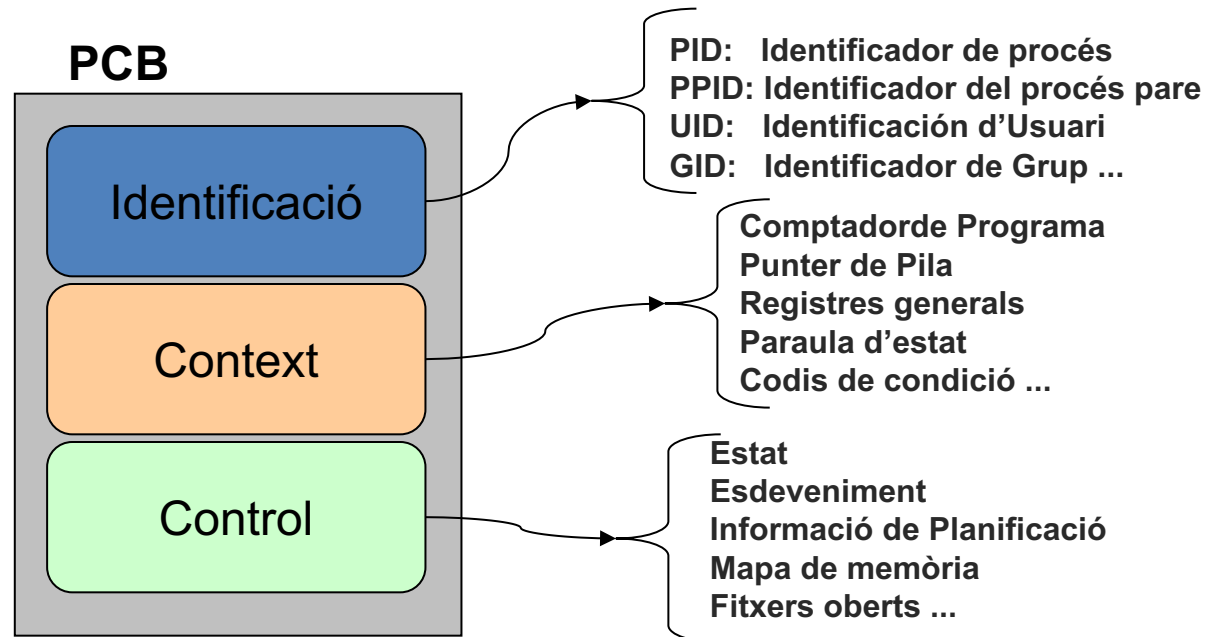 PCB
Identificació
PID: Identificador de procés
PPID: Identificador del procés pare
UID: Identificación d’Usuari
GID: Identificador de Grup ...
Context
Comptadorde Programa
Punter de Pila
Registres generals
Paraula d’estat
Codis de condició ...
Control
Estat
Esdeveniment
Informació de Planificació
Mapa de memòria
Fitxers oberts ...